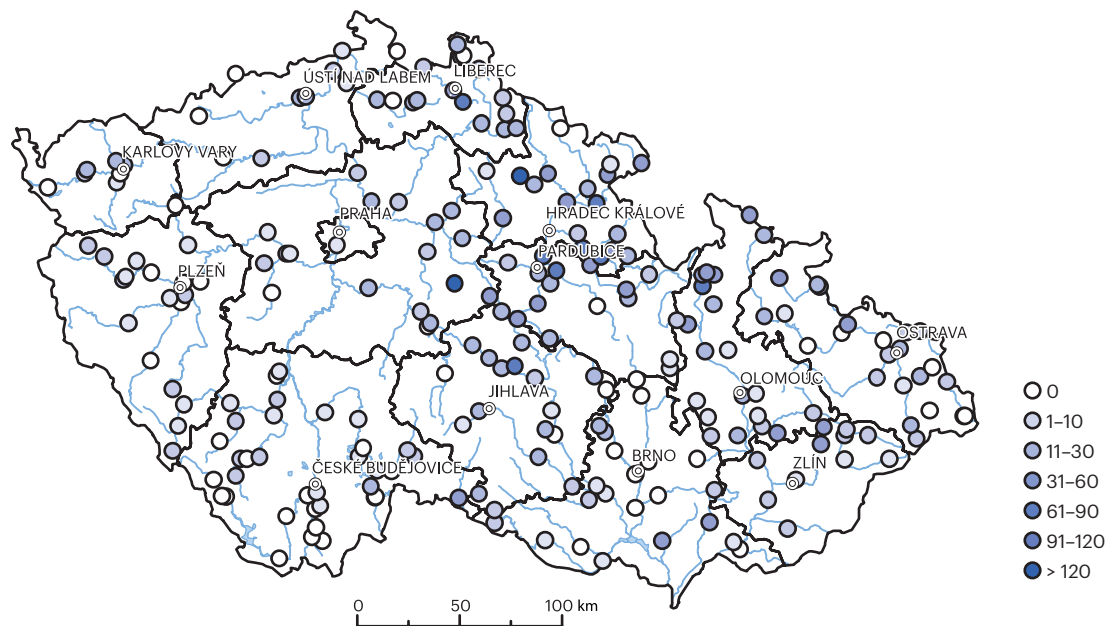 LIBEREC
ÚSTÍ NAD LABEM
KARLOVY VARY
PRAHA
HRADEC KRÁLOVÉ
PARDUBICE
PLZEŇ
OSTRAVA
OLOMOUC
JIHLAVA
BRNO
ZLÍN
ČESKÉ BUDĚJOVICE
0
1–10
11–30
31–60
61–90
91–120
> 120
0 50 100 km